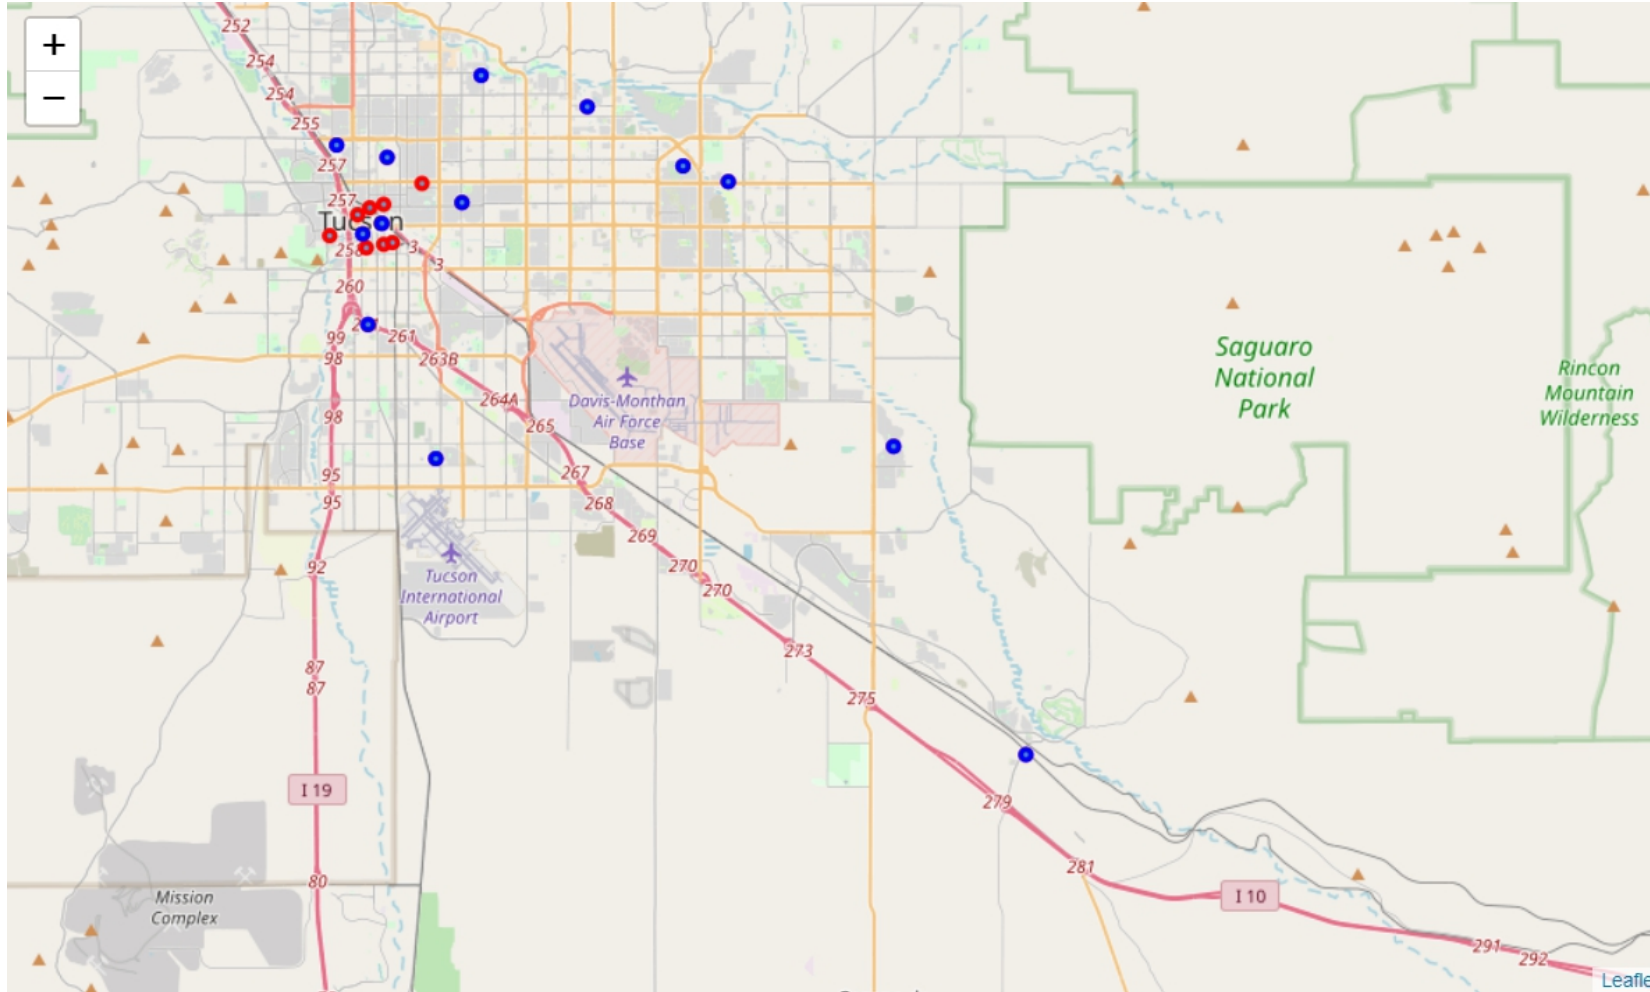 +
−
252
254
254
255
257
257
Tucson
258
3
3
260
99
261
98
263B
98
264A
265
Davis-Monthan
Air Force
Base
Saguaro
National
Park
Rincon
Mountain
Wilderness
95
95
267
268
269
92
270
270
Tucson
International
Airport
273
87
87
275
I 19
279
80
281
I 10
Mission
Complex
291
292
Leafle